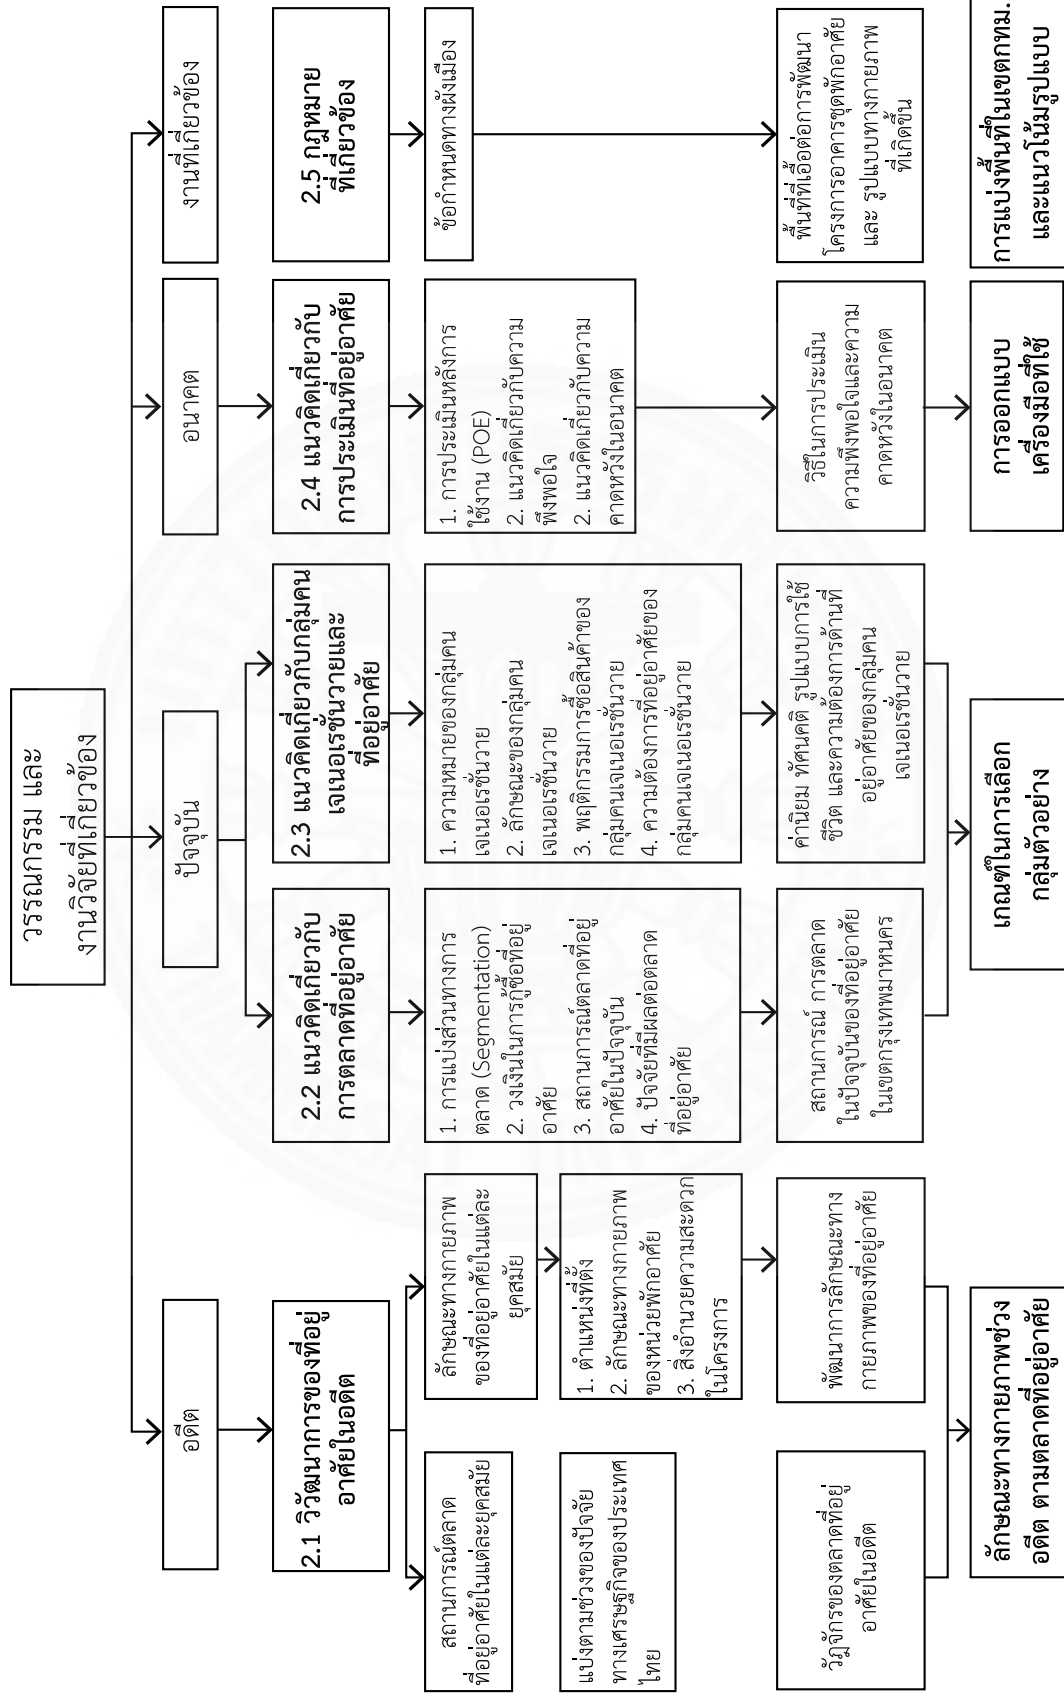 วรรณกรรม และ
งานวิจัยที่เกี่ยวข้อง
อดีต
ปัจจุบัน
อนาคต
งานที่เกี่ยวข้อง
2.1 วิวัฒนาการของที่อยู่
อาศัยในอดีต
2.2 แนวคิดเกี่ยวกับ
การตลาดที่อยู่อาศัย
2.3 แนวคิดเกี่ยวกับกลุ่มคน
เจเนอเรชันวายและ
ที่อยู่อาศัย
2.4 แนวคิดเกี่ยวกับ
การประเมินที่อยู่อาศัย
2.5 กฎหมาย
ที่เกี่ยวข้อง
สถานการณ์ตลาด
ที่อยู่อาศัยในแต่ละยุคสมัย
ลักษณะทางกายภาพ
ของที่อยู่อาศัยในแต่ละ
ยุคสมัย
1. การแบ่งส่วนทางการ
ตลาด (Segmentation)
2. วงเงินในการกู้ซื้อที่อยู่
อาศัย
3. สถานการณ์ตลาดที่อยู่
อาศัยในปัจจุบัน
4. ปัจจัยที่มีผลต่อตลาด
ที่อยู่อาศัย
1. ความหมายของกลุ่มคน
เจเนอเรชันวาย
2. ลักษณะของกลุ่มคน
เจเนอเรชันวาย
3. พฤติกรรมการซื้อสินค้าของ
กลุ่มคนเจเนอเรชันวาย
4. ความต้องการที่อยู่อาศัยของ
กลุ่มคนเจเนอเรชันวาย
1. การประเมินหลังการ
ใช้งาน (POE)
2. แนวคิดเกี่ยวกับความ
พึงพอใจ
2. แนวคิดเกี่ยวกับความ
คาดหวังในอนาคต
ข้อกำหนดทางผังเมือง
แบ่งตามช่วงของปัจจัย
ทางเศรษฐกิจของประเทศ
ไทย
1. ตำแหน่งที่ตั้ง
2. ลักษณะทางกายภาพ
ของหน่วยพักอาศัย
3. สิ่งอำนวยความสะดวก
ในโครงการ
วัฏจักรของตลาดที่อยู่
อาศัยในอดีต
พัฒนาการลักษณะทาง
กายภาพของที่อยู่อาศัย
สถานการณ์ การตลาด
ในปัจจุบันของที่อยู่อาศัย
ในเขตกรุงเทพมหานคร
ค่านิยม ทัศนคติ รูปแบบการใช้
ชีวิต และความต้องการด้านที่
อยู่อาศัยของกลุ่มคน
เจเนอเรชันวาย
วิธีในการประเมิน
ความพึงพอใจและความ
คาดหวังในอนาคต
พื้นที่ที่เอื้อต่อการพัฒนา
โครงการอาคารชุดพักอาศัย
และ รูปแบบทางกายภาพ
ที่เกิดขึ้น
ลักษณะทางกายภาพช่วง
อดีต ตามตลาดที่อยู่อาศัย
เกณฑ์ในการเลือก
กลุ่มตัวอย่าง
การออกแบบ
เครื่องมือที่ใช้
การแบ่งพื้นที่ในเขตกทม.
และแนวโน้มรูปแบบ